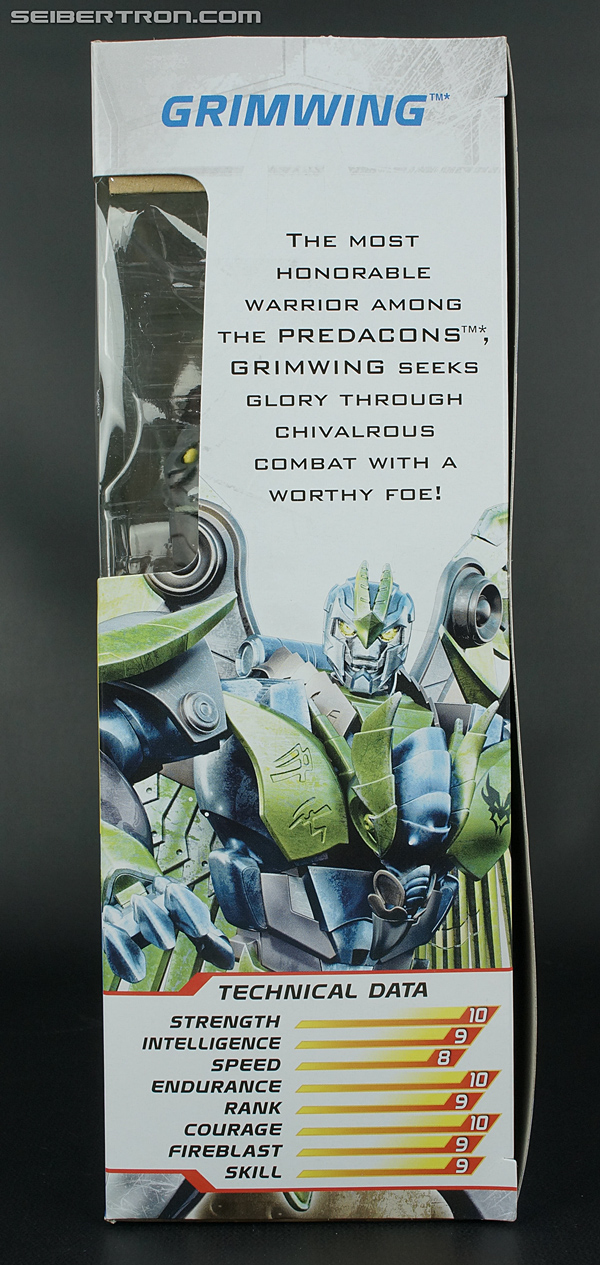 SEIBERTRON.COM
GRIMWING™*
THE MOST
HONORABLE
WARRIOR AMONG
THE PREDACONS™*,
GRIMWING SEEKS
GLORY THROUGH
CHIVALROUS
COMBAT WITH A
WORTHY FOE!
TECHNICAL DATA
STRENGTH 10
INTELLIGENCE 9
SPEED 8
ENDURANCE 10
RANK 9
COURAGE 10
FIREBLAST 9
SKILL 9